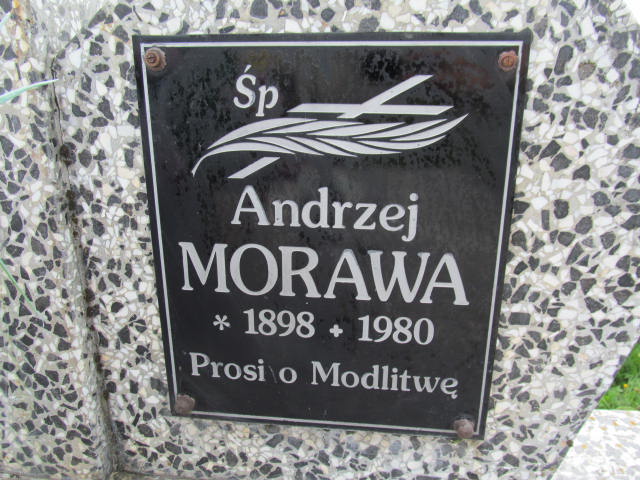 Śp
Andrzej
MORAWA
* 1898 + 1980
Prosi o Modlitwę